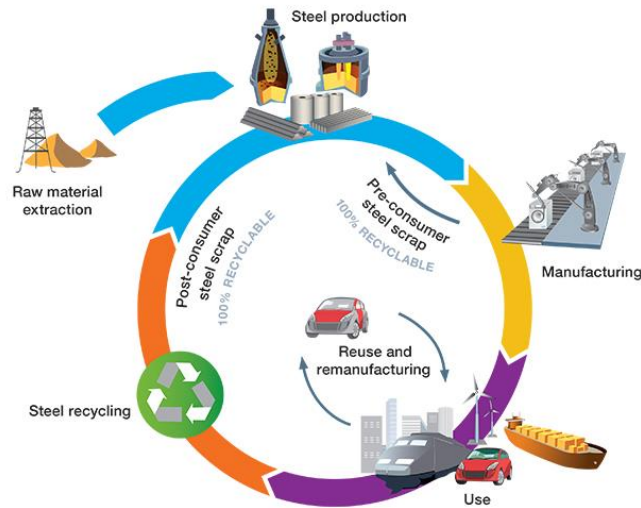 Steel production
Raw material
extraction
Pre-consumer
steel scrap
100% RECYCLABLE
Post-consumer
steel scrap
100% RECYCLABLE
Manufacturing
Reuse and
remanufacturing
Steel recycling
Use